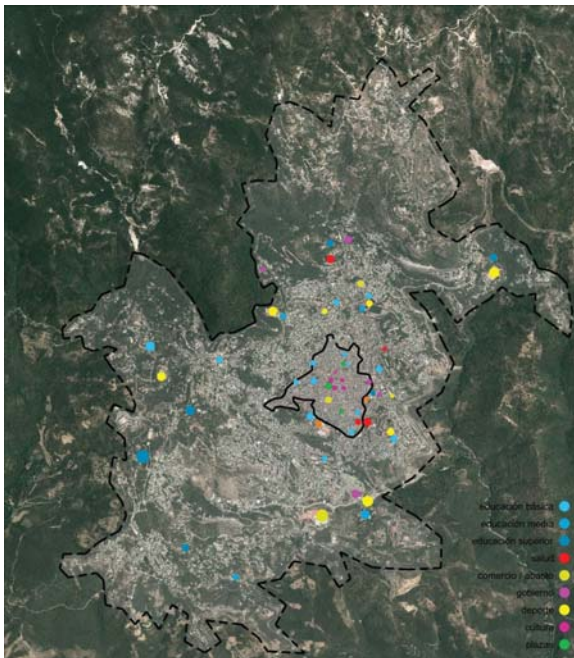 educación básica
educación media
educación superior
salud
comercio / abasto
gobierno
deporte
cultura
plazas